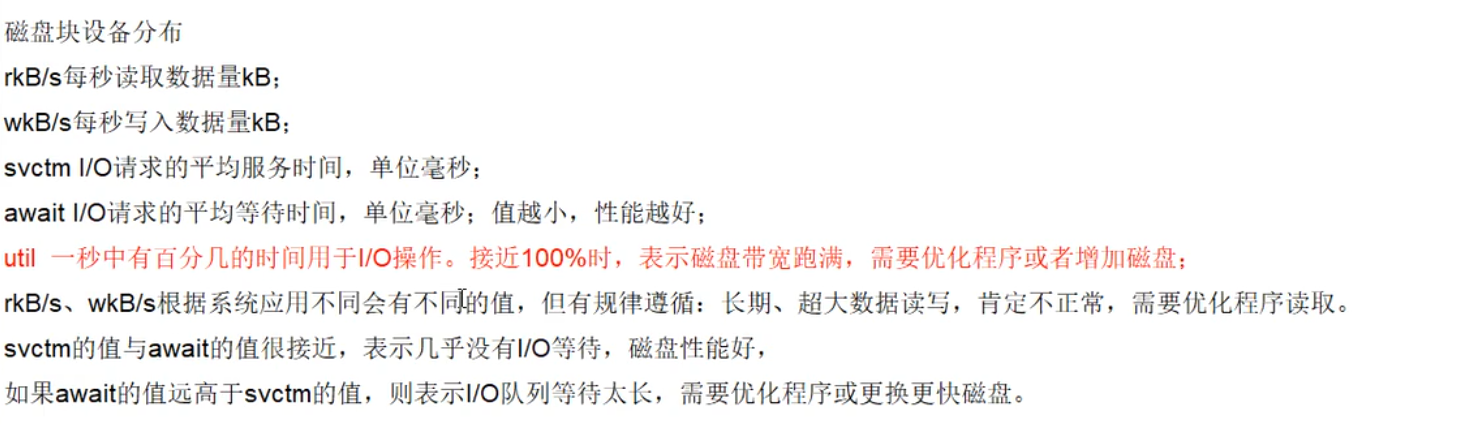 磁盘块设备分布
rkB/s每秒读取数据量kB；
wkB/s每秒写入数据量kB；
svctm I/O请求的平均服务时间，单位毫秒；
await I/O请求的平均等待时间，单位毫秒；值越小，性能越好；
util 一秒中有百分几的时间用于I/O操作。接近100%时，表示磁盘带宽跑满，需要优化程序或者增加磁盘；
rkB/s、wkB/s根据系统应用不同会有不同的值，但有规律遵循：长期、超大数据读写，肯定不正常，需要优化程序读取。
svctm的值与await的值很接近，表示几乎没有I/O等待，磁盘性能好，
如果await的值远高于svctm的值，则表示I/O队列等待太长，需要优化程序或更换更快磁盘。